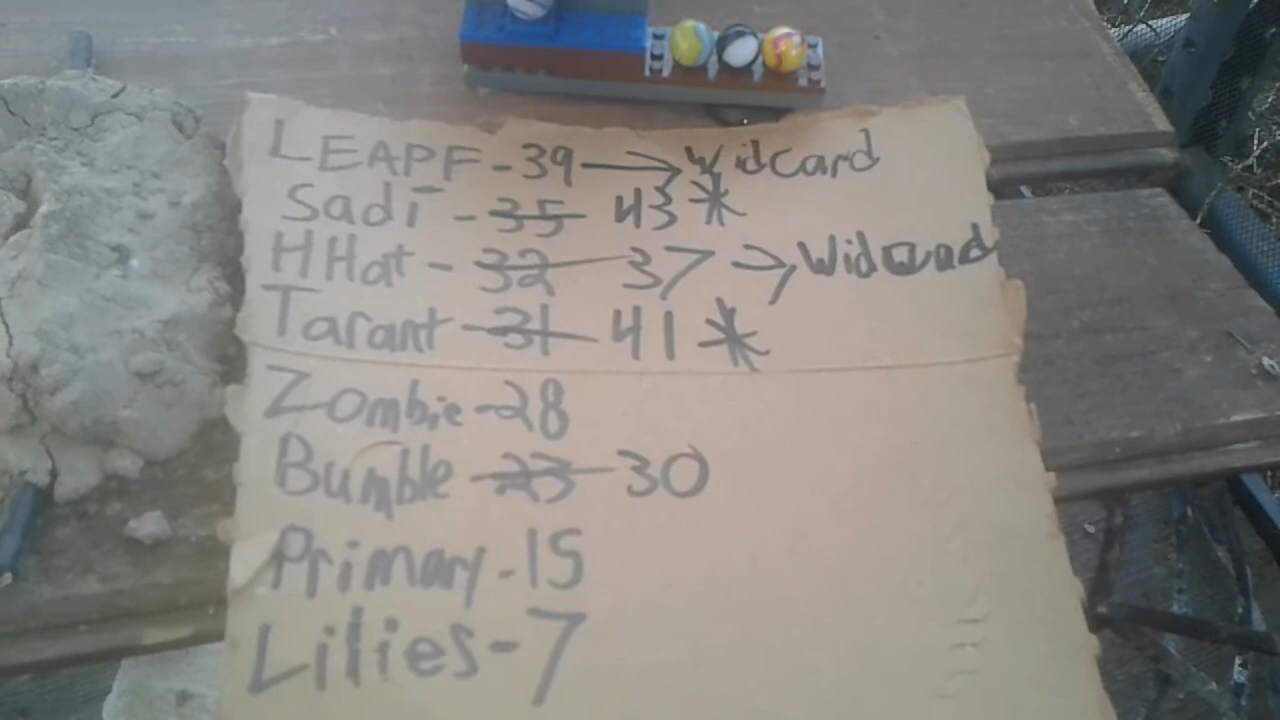 LEAPF-39→Widcard
Sadi-35 43*
HHat-32 37→Widcard
Tarant-31 41*
Zombie-28
Bumble-23 30
Primary-15
Lilies-7